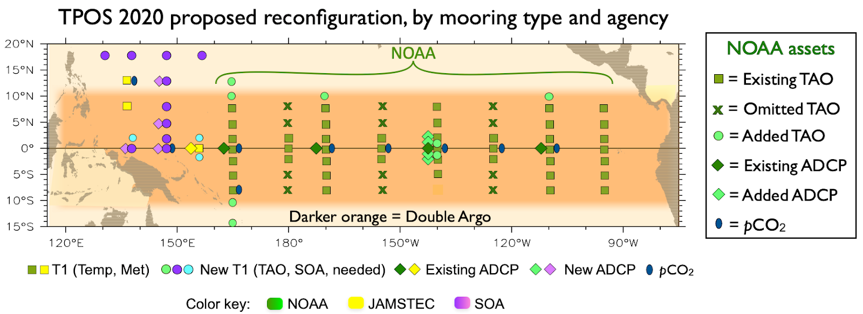 TPOS 2020 proposed reconfiguration, by mooring type and agency
20°N
15°N
10°N
5°N
0°
5°S
10°S
15°S
NOAA
Darker orange = Double Argo
120°E 150°E 180° 150°W 120°W 90°W
NOAA assets
= Existing TAO
= Omitted TAO
= Added TAO
= Existing ADCP
= Added ADCP
= pCO₂
T1 (Temp, Met) New T1 (TAO, SOA, needed) Existing ADCP New ADCP pCO₂
Color key: NOAA JAMSTEC SOA